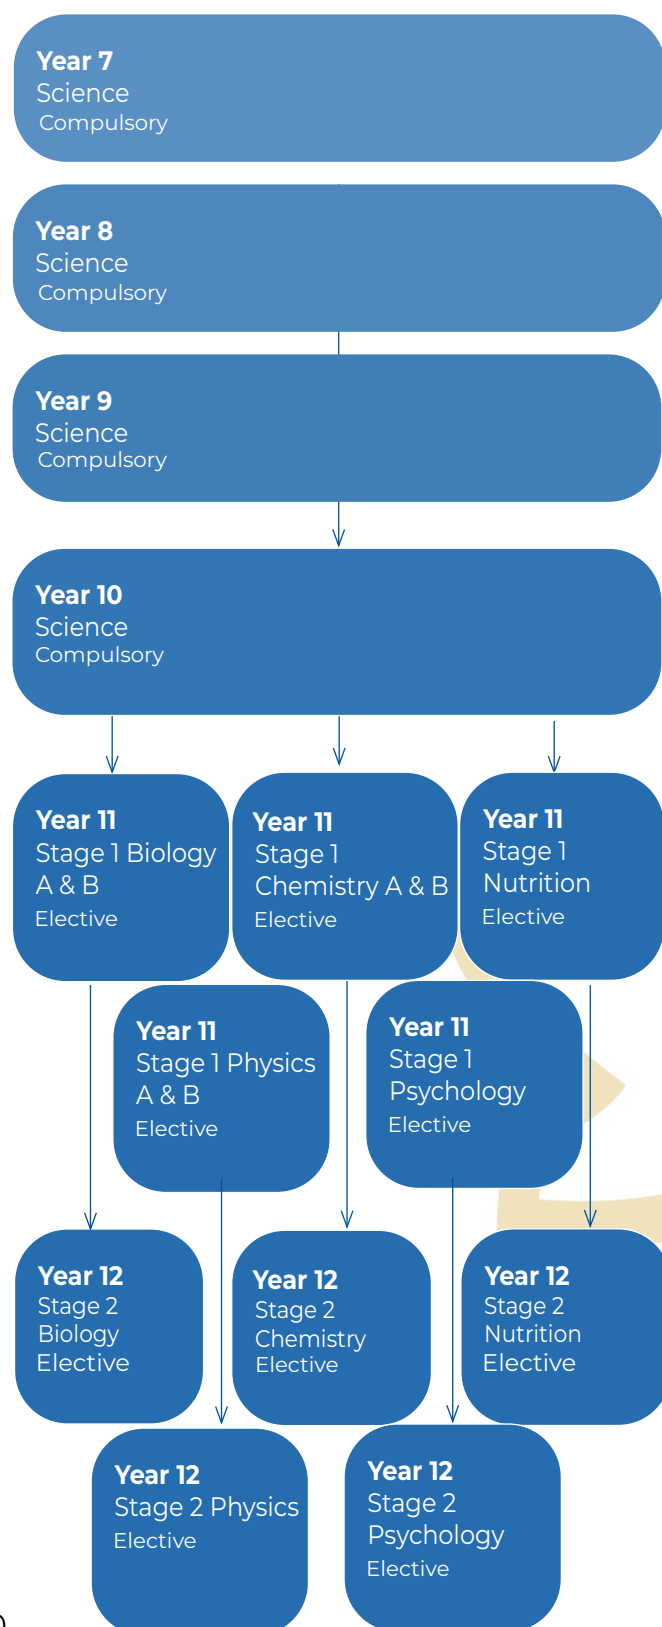 Year 7
Science
Compulsory
Year 8
Science
Compulsory
Year 9
Science
Compulsory
Year 10
Science
Compulsory
Year 11
Stage 1 Biology
A & B
Elective
Year 11
Stage 1
Chemistry A & B
Elective
Year 11
Stage 1
Nutrition
Elective
Year 11
Stage 1 Physics
A & B
Elective
Year 11
Stage 1
Psychology
Elective
Year 12
Stage 2
Biology
Elective
Year 12
Stage 2
Chemistry
Elective
Year 12
Stage 2
Nutrition
Elective
Year 12
Stage 2 Physics
Elective
Year 12
Stage 2
Psychology
Elective